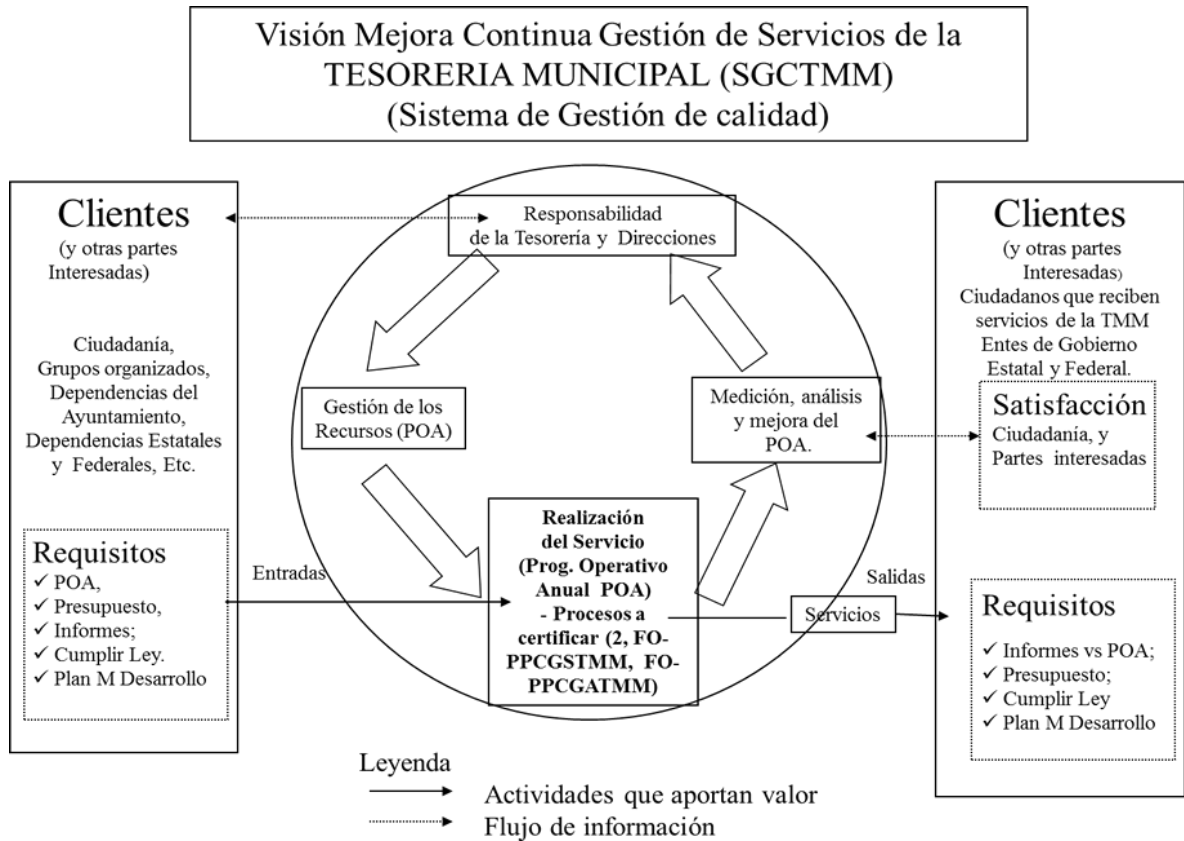 Visión Mejora Continua Gestión de Servicios de la
TESORERIA MUNICIPAL (SGCTMM)
(Sistema de Gestión de calidad)
Clientes
(y otras partes
Interesadas)
Ciudadanía,
Grupos organizados,
Dependencias del
Ayuntamiento,
Dependencias Estatales
y Federales, Etc.
Requisitos
✓ POA,
✓ Presupuesto,
✓ Informes;
✓ Cumplir Ley.
✓ Plan M Desarrollo
Entradas
Responsabilidad
de la Tesorería y Direcciones
Gestión de los
Recursos (POA)
Medición, análisis
y mejora del
POA.
Realización
del Servicio
(Prog. Operativo
Anual POA)
- Procesos a
certificar (2, FO-
PPCGSTMM, FO-
PPCGATMM)
Salidas
Servicios
Clientes
(y otras partes
Interesadas)
Ciudadanos que reciben
servicios de la TMM
Entes de Gobierno
Estatal y Federal.
Satisfacción
Ciudadanía, y
Partes interesadas
Requisitos
✓ Informes vs POA;
✓ Presupuesto;
✓ Cumplir Ley
✓ Plan M Desarrollo
Leyenda
Actividades que aportan valor
Flujo de información